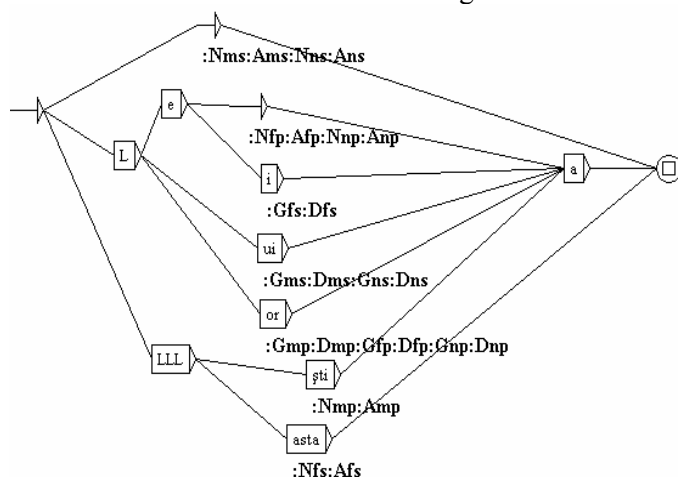 :Nms:Ams:Nns:Ans
e
:Nfp:Afp:Nnp:Anp
L
a
i
:Gfs:Dfs
ui
:Gms:Dms:Gns:Dns
or
:Gmp:Dmp:Gfp:Dfp:Gnp:Dnp
LLL
şti
:Nmp:Amp
asta
:Nfs:Afs